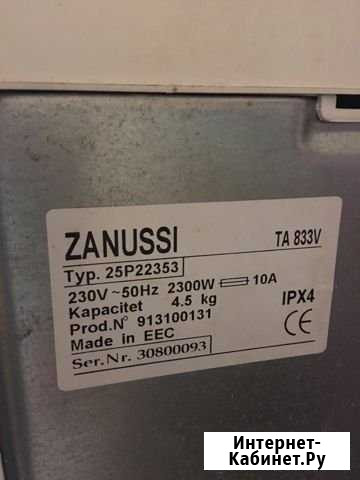 ZANUSSI TA 833V
Typ. 25P22353
230V ~50Hz 2300W 10A
Kapacitet 4.5 kg IPX4
Prod.N° 913100131
Made in EEC CE
Ser.Nr. 30800093
Интернет-
Кабинет.Ру